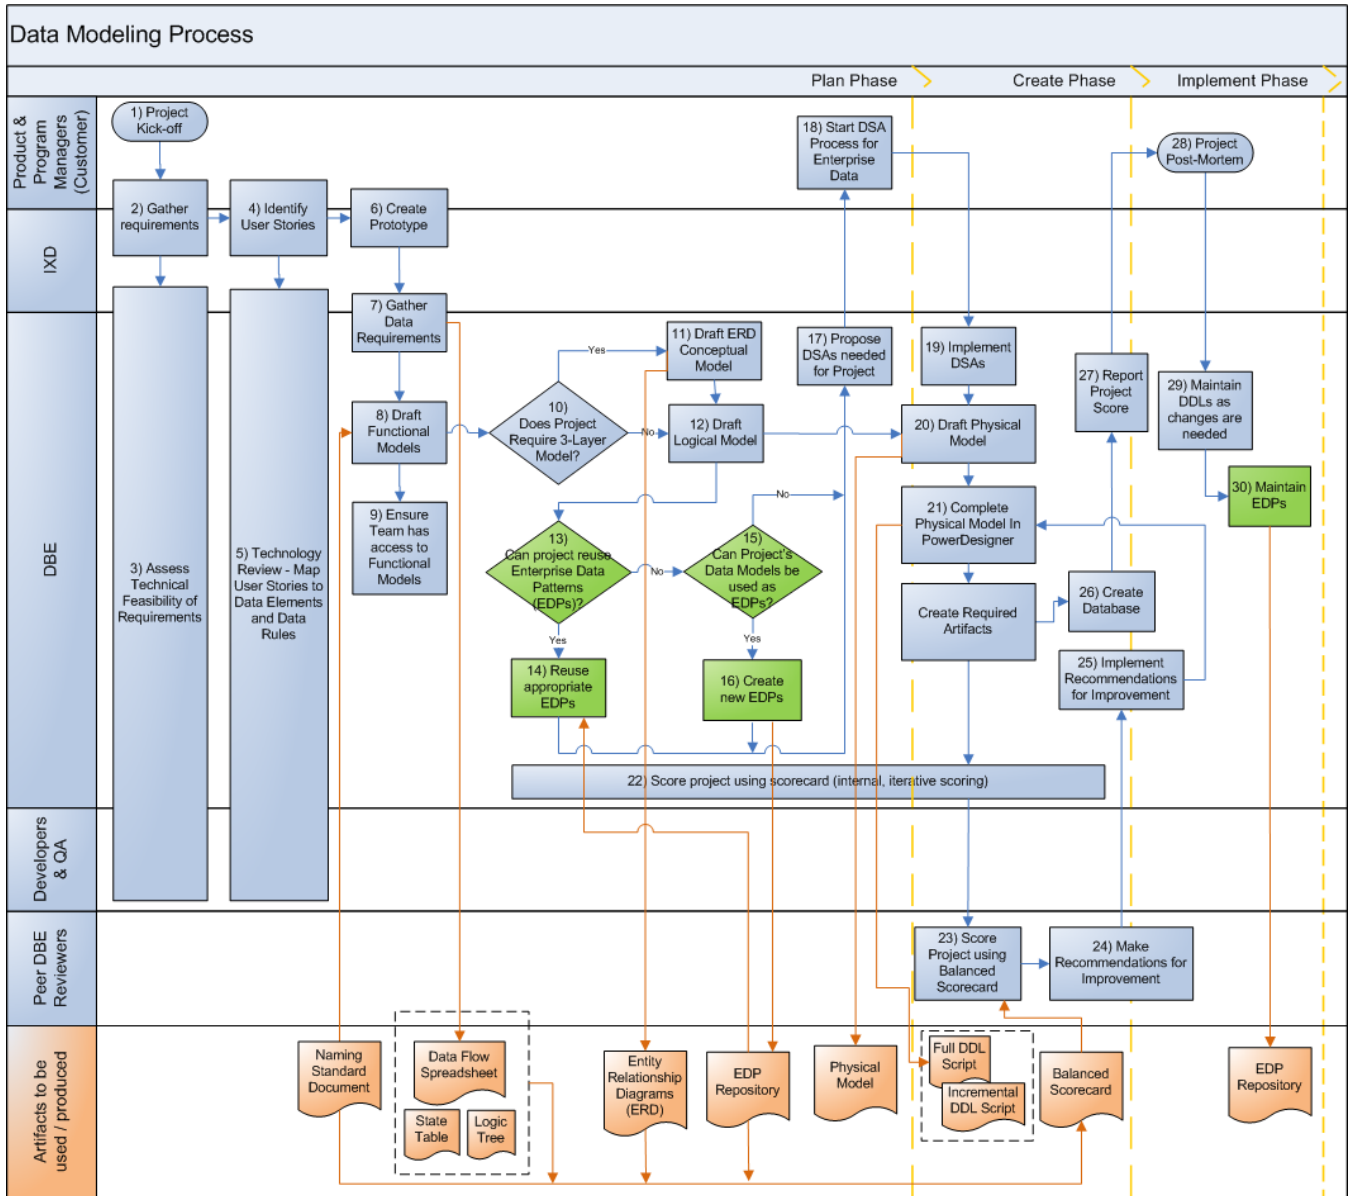 Data Modeling Process
Plan Phase
Create Phase
Implement Phase
Product &
Program
Managers
(Customer)
1) Project
Kick-off
2) Gather
requirements
4) Identify
User Stories
6) Create
Prototype
18) Start DSA
Process for
Enterprise
Data
28) Project
Post-Mortem
IXD
DBE
3) Assess
Technical
Feasibility of
Requirements
5) Technology
Review - Map
User Stories to
Data Elements
and Data
Rules
7) Gather
Data
Requirements
8) Draft
Functional
Models
9) Ensure
Team has
access to
Functional
Models
10)
Does Project
Require 3-Layer
Model?
Yes
No
11) Draft ERD
Conceptual
Model
12) Draft
Logical Model
13)
Can project reuse
Enterprise Data
Patterns
(EDPs)?
No
Yes
14) Reuse
appropriate
EDPs
15)
Can Project's
Data Models be
used as
EDPs?
No
Yes
16) Create
new EDPs
17) Propose
DSAs needed
for Project
19) Implement
DSAs
20) Draft Physical
Model
21) Complete
Physical Model In
PowerDesigner
Create Required
Artifacts
22) Score project using scorecard (internal, iterative scoring)
25) Implement
Recommendations
for Improvement
26) Create
Database
27) Report
Project
Score
29) Maintain
DDLs as
changes are
needed
30) Maintain
EDPs
Developers
& QA
Peer DBE
Reviewers
23) Score
Project using
Balanced
Scorecard
24) Make
Recommendations for
Improvement
Artifacts to be
used / produced
Naming
Standard
Document
Data Flow
Spreadsheet
State
Table
Logic
Tree
Entity
Relationship
Diagrams
(ERD)
EDP
Repository
Physical
Model
Full DDL
Script
Incremental
DDL Script
Balanced
Scorecard
EDP
Repository